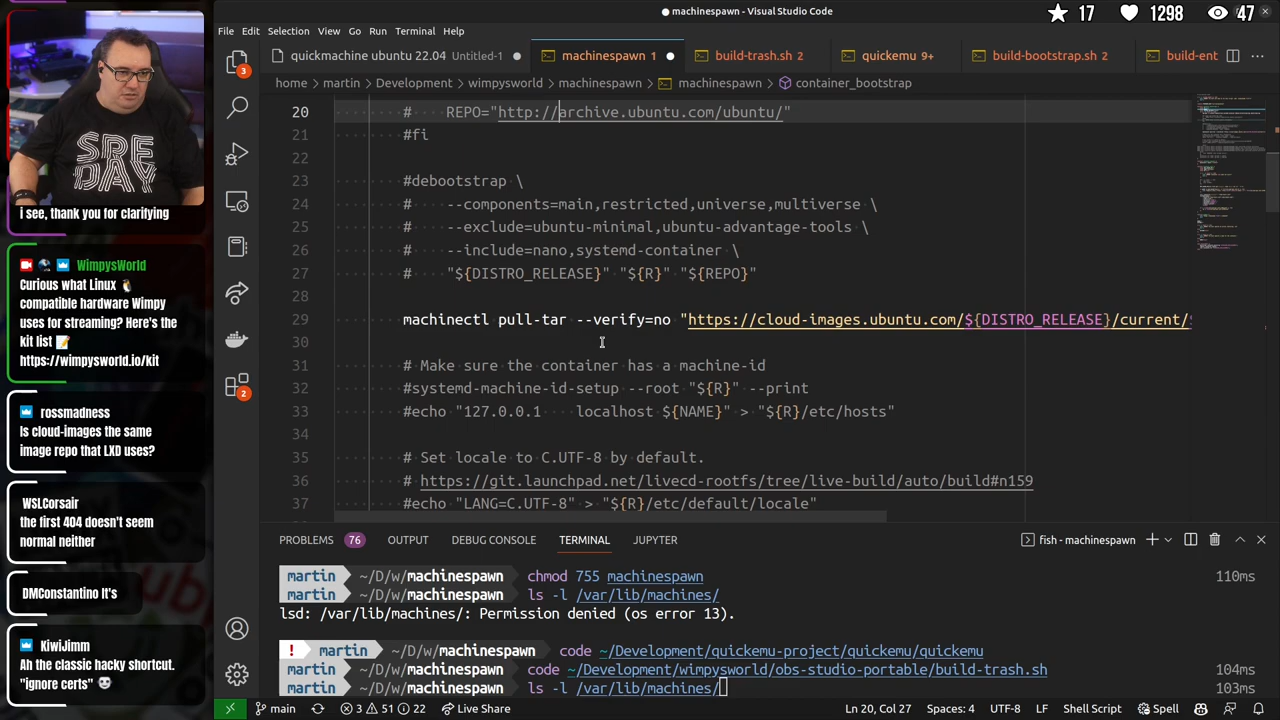 machinespawn - Visual Studio Code
17
1298
47
File Edit Selection View Go Run Terminal Help
quickmachine ubuntu 22.04 Untitled-1
machinespawn 1
build-trash.sh 2
quickemu 9+
build-bootstrap.sh 2
build-ent
home > martin > Development > wimpysworld > machinespawn > machinespawn > container_bootstrap
SRE
DAY
20 # REPO= archive.ubuntu.com/ubuntu/"
21 #fi
22
23 #debootstrap \
24 # --components=main,restricted,universe,multiverse \
25 # --exclude=ubuntu-minimal,ubuntu-advantage-tools \
26 # --include=nano,systemd-container \
27 # "${DISTRO_RELEASE}" "${R}" "${REPO}"
28
29 machinectl pull-tar --verify=no "https://cloud-images.ubuntu.com/${DISTRO_RELEASE}/current/
30
31 # Make sure the container has a machine-id
32 #systemd-machine-id-setup --root "${R}" --print
33 #echo "127.0.0.1 localhost ${NAME}" > "${R}/etc/hosts"
34
35 # Set locale to C.UTF-8 by default.
36 # https://git.launchpad.net/livecd-rootfs/tree/live-build/auto/build#n159
37 #echo "LANG=C.UTF-8" > "${R}/etc/default/locale"
i see, thank you for clarifying
WimpysWorld
Curious what Linux 🐧
compatible hardware Wimpy
uses for streaming? Here's the
kit list 📝
https://wimpysworld.io/kit
rossmadness
Is cloud-images the same
image repo that LXD uses?
WSLCorsair
the first 404 doesn't seem
normal neither
DMConstantino It's
KiwiJimm
Ah the classic hacky shortcut.
"ignore certs"
3
2
PROBLEMS 76 OUTPUT DEBUG CONSOLE TERMINAL JUPYTER
fish - machinespawn
martin ~/D/w/machinespawn chmod 755 machinespawn 110ms
martin ~/D/w/machinespawn ls -l /var/lib/machines/
lsd: /var/lib/machines/: Permission denied (os error 13).
! martin ~/D/w/machinespawn code ~/Development/quickemu-project/quickemu/quickemu
martin ~/D/w/machinespawn code ~/Development/wimpysworld/obs-studio-portable/build-trash.sh 104ms
martin ~/D/w/machinespawn ls -l /var/lib/machines/ 103ms
main 3 51 22 Live Share Ln 20, Col 27 Spaces: 4 UTF-8 LF Shell Script Spell